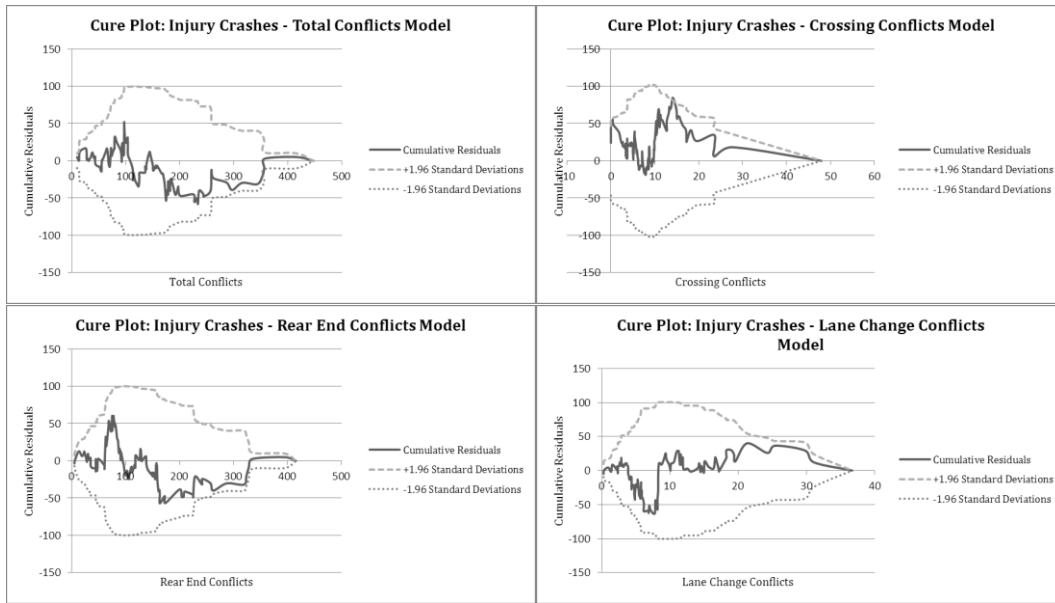 Cure Plot: Injury Crashes - Total Conflicts Model
150
100
50
0
-50
-100
-150
0 100 200 300 400 500
Cumulative Residuals
Total Conflicts
Cumulative Residuals
+1.96 Standard Deviations
-1.96 Standard Deviations
Cure Plot: Injury Crashes - Crossing Conflicts Model
150
100
50
0
-50
-100
-150
-10 0 10 20 30 40 50 60
Cumulative Residuals
Crossing Conflicts
Cumulative Residuals
+1.96 Standard Deviations
-1.96 Standard Deviations
Cure Plot: Injury Crashes - Rear End Conflicts Model
150
100
50
0
-50
-100
-150
0 100 200 300 400 500
Cumulative Residuals
Rear End Conflicts
Cumulative Residuals
+1.96 Standard Deviations
-1.96 Standard Deviations
Cure Plot: Injury Crashes - Lane Change Conflicts
Model
150
100
50
0
-50
-100
-150
0 10 20 30 40
Cumulative Residuals
Lane Change Conflicts
Cumulative Residuals
+1.96 Standard Deviations
-1.96 Standard Deviations